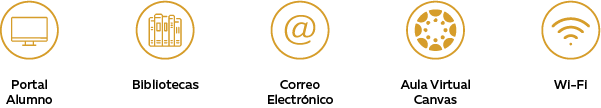 @
Portal
Alumno
Bibliotecas
Correo
Electrónico
Aula Virtual
Canvas
Wi-Fi